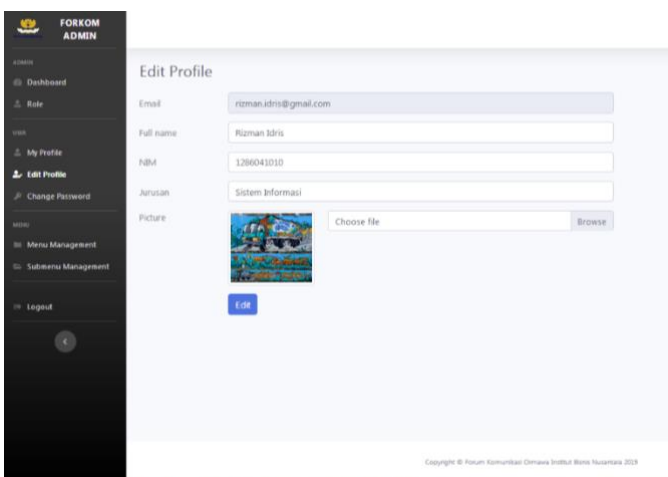 FORKOM
ADMIN
ADMIN
Dashboard
Role
USER
My Profile
Edit Profile
Change Password
MENU
Menu Management
Submenu Management
Logout
Edit Profile
Email
rizman.idris@gmail.com
Full name
Rizman Idris
NIM
1286041010
Jurusan
Sistem Informasi
Picture
Choose file
Browse
Edit
Copyright © Forum Komunikasi Ormawa Institut Bisnis Nusantara 2019